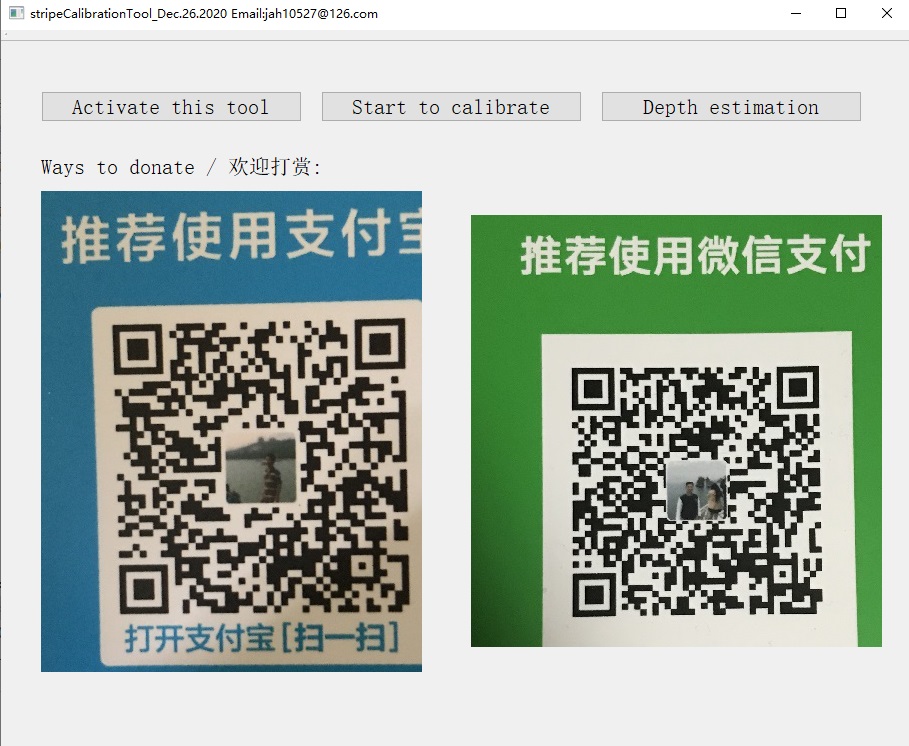 stripeCalibrationTool_Dec.26.2020 Email:jah10527@126.com
Activate this tool
Start to calibrate
Depth estimation
Ways to donate / 欢迎打赏:
推荐使用支付宝
推荐使用微信支付
打开支付宝[扫一扫]